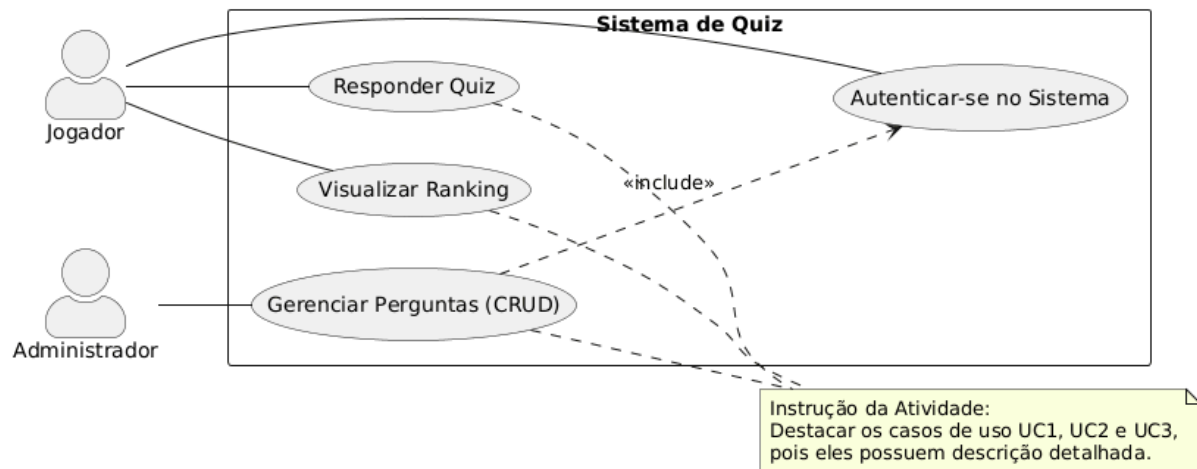 Sistema de Quiz
Jogador
Responder Quiz
Autenticar-se no Sistema
«include»
Visualizar Ranking
Administrador
Gerenciar Perguntas (CRUD)
Instrução da Atividade:
Destacar os casos de uso UC1, UC2 e UC3,
pois eles possuem descrição detalhada.